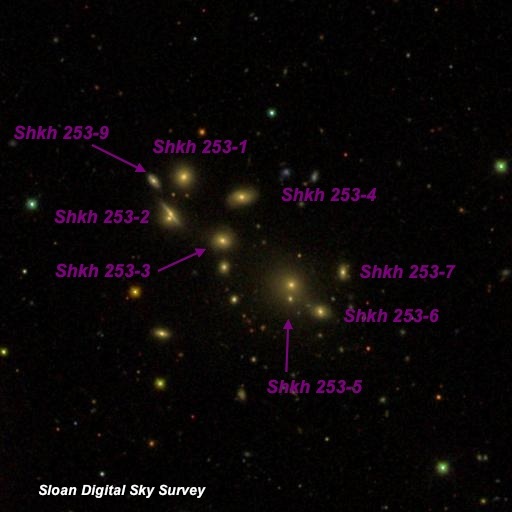 Shkh 253-9
Shkh 253-1
Shkh 253-4
Shkh 253-2
Shkh 253-3
Shkh 253-7
Shkh 253-6
Shkh 253-5
Sloan Digital Sky Survey